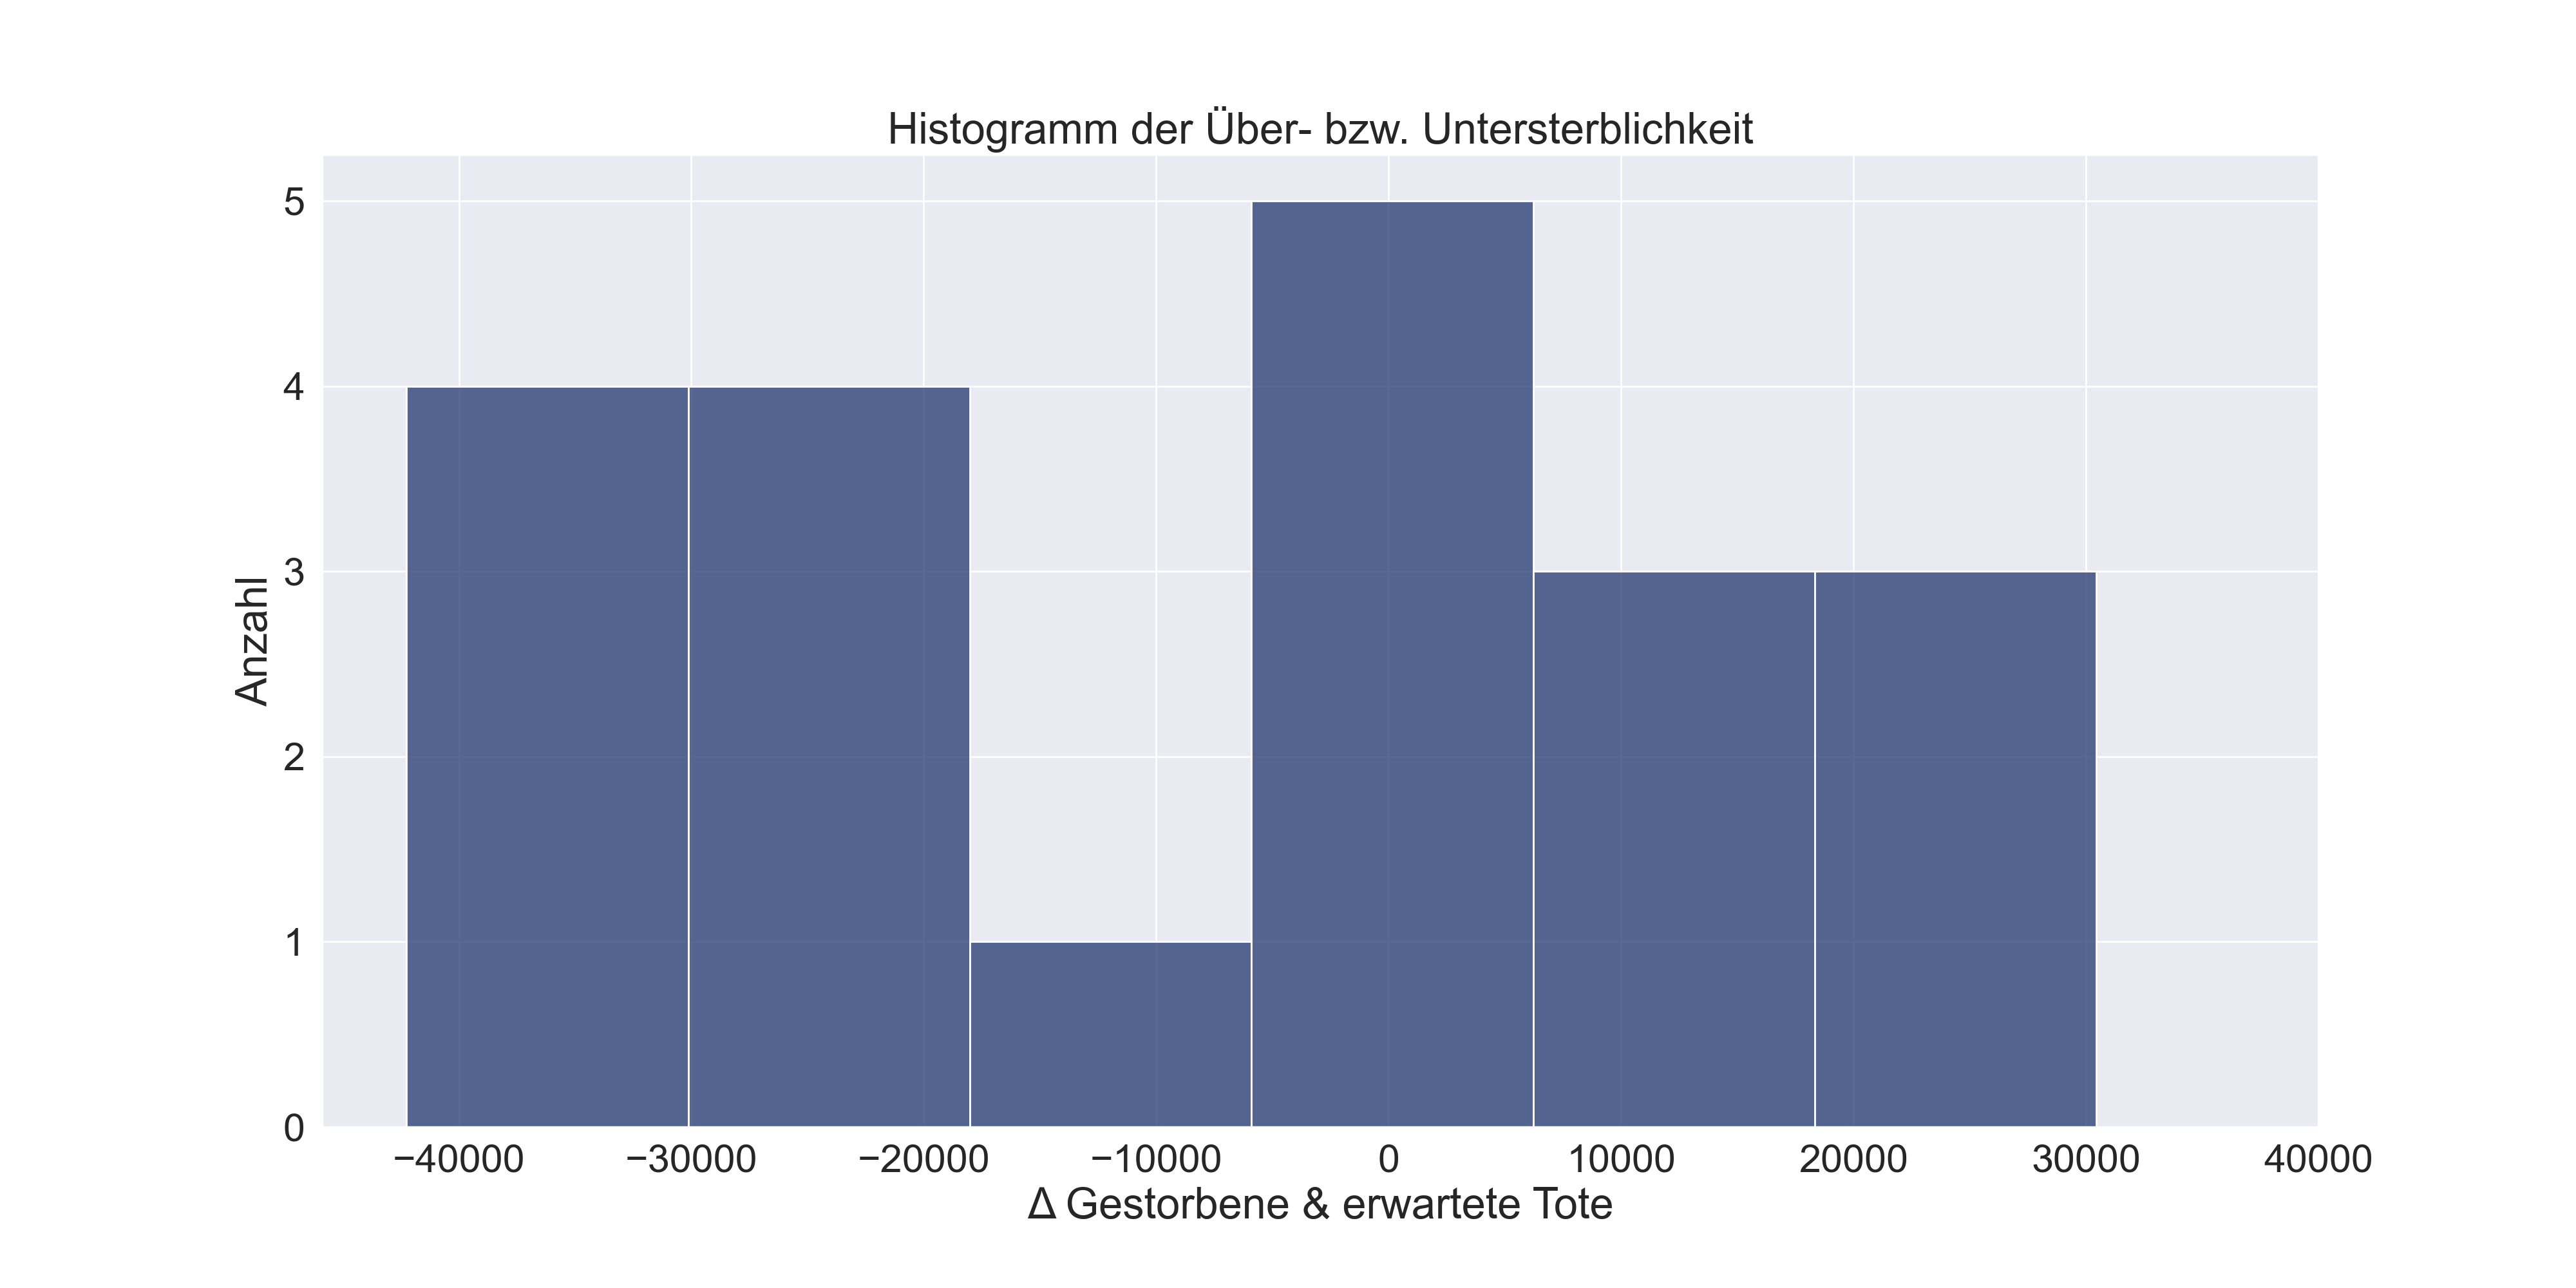 Histogramm der Über- bzw. Untersterblichkeit
Anzahl
5
4
3
2
1
0
−40000 −30000 −20000 −10000 0 10000 20000 30000 40000
Δ Gestorbene & erwartete Tote